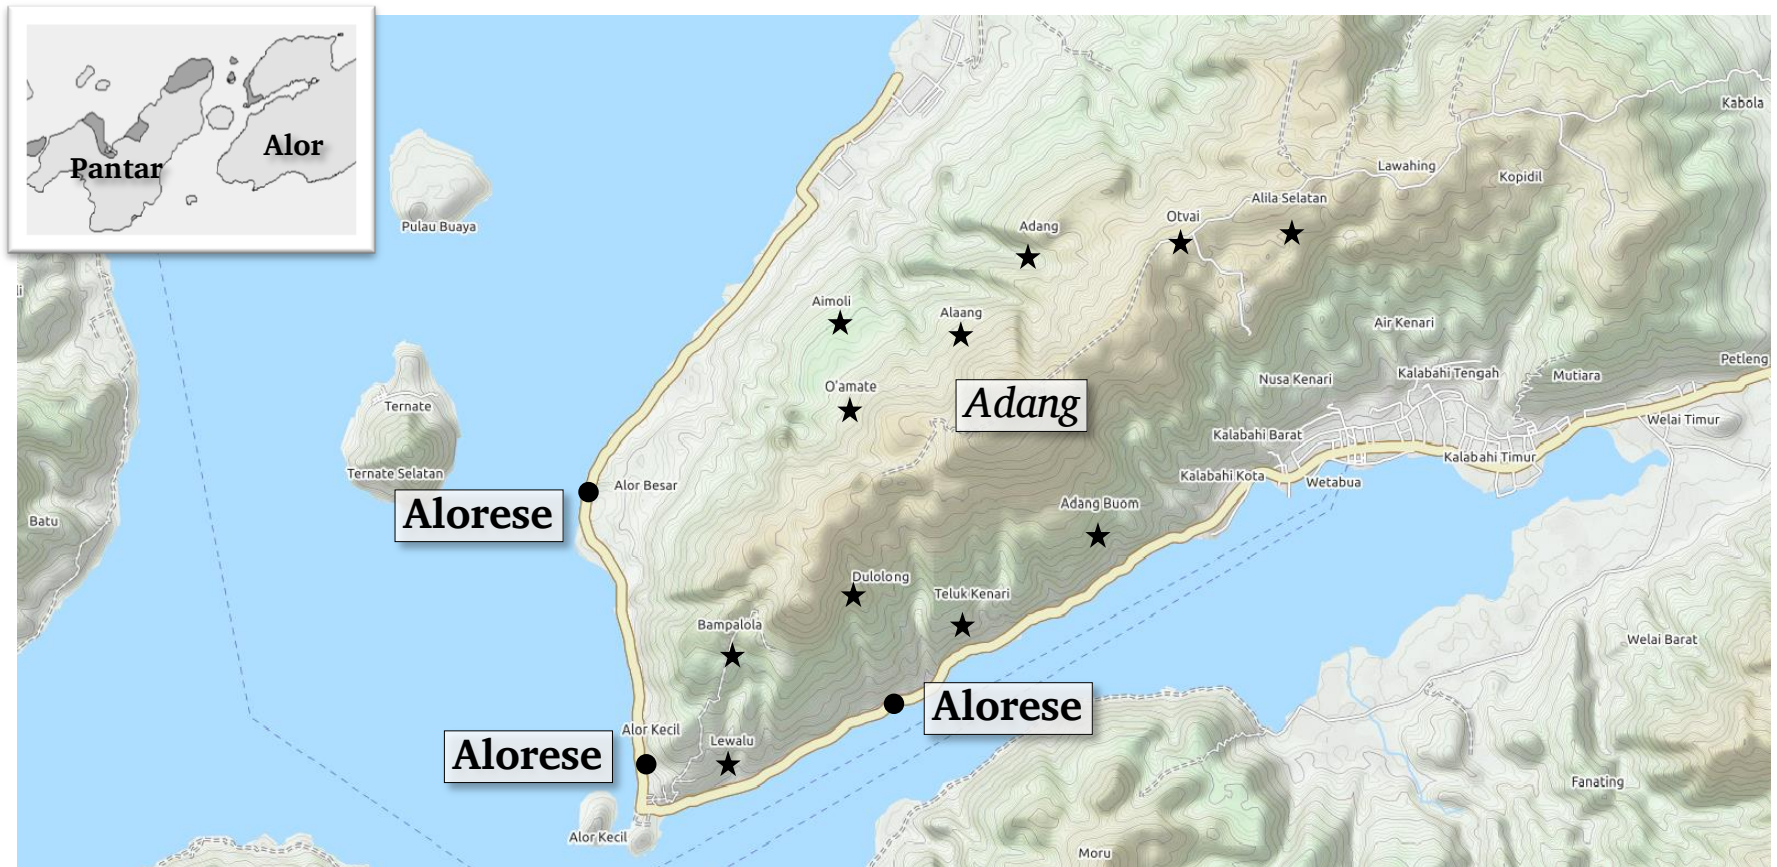 Pantar
Alor
Kabola
Lawahing
Kopidil
Alila Selatan
Otvai
Adang
Pulau Buaya
li
Aimoli
Alaang
Air Kenari
Petleng
Kalabahi Tengah
Mutiara
Nusa Kenari
O'amate
Adang
Ternate
Welai Timur
Kalabahi Barat
Kalabahi Timur
Ternate Selatan
Kalabahi Kota
Wetabua
Alor Besar
Adang Buom
Alorese
Batu
Dulolong
Teluk Kenari
Bampalola
Welai Barat
Alorese
Alor Kecil
Lewalu
Alorese
Fanating
Alor Kecil
Moru